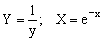 Y = 1/y;   X = e^{-x}